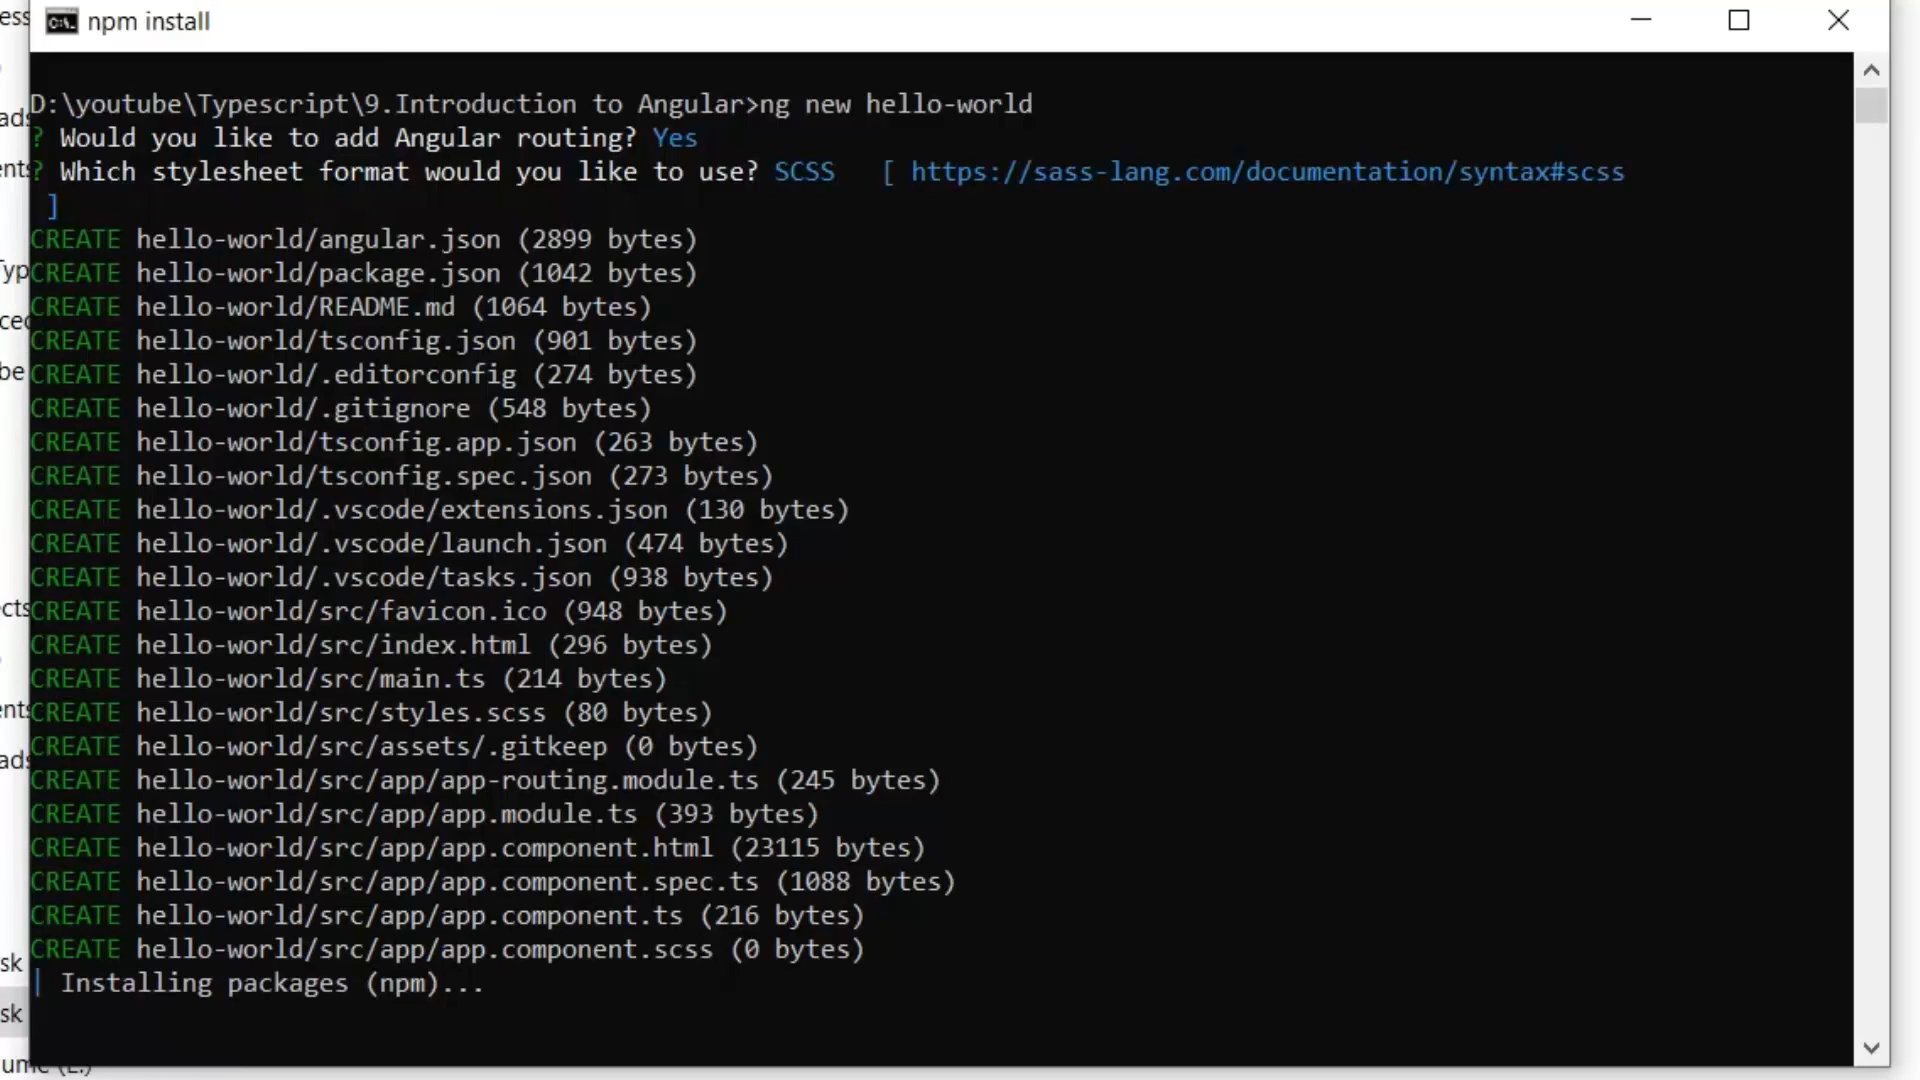 npm install
D:\youtube\Typescript\9.Introduction to Angular>ng new hello-world
? Would you like to add Angular routing? Yes
? Which stylesheet format would you like to use? SCSS   [ https://sass-lang.com/documentation/syntax#scss
 ]
CREATE hello-world/angular.json (2899 bytes)
CREATE hello-world/package.json (1042 bytes)
CREATE hello-world/README.md (1064 bytes)
CREATE hello-world/tsconfig.json (901 bytes)
CREATE hello-world/.editorconfig (274 bytes)
CREATE hello-world/.gitignore (548 bytes)
CREATE hello-world/tsconfig.app.json (263 bytes)
CREATE hello-world/tsconfig.spec.json (273 bytes)
CREATE hello-world/.vscode/extensions.json (130 bytes)
CREATE hello-world/.vscode/launch.json (474 bytes)
CREATE hello-world/.vscode/tasks.json (938 bytes)
CREATE hello-world/src/favicon.ico (948 bytes)
CREATE hello-world/src/index.html (296 bytes)
CREATE hello-world/src/main.ts (214 bytes)
CREATE hello-world/src/styles.scss (80 bytes)
CREATE hello-world/src/assets/.gitkeep (0 bytes)
CREATE hello-world/src/app/app-routing.module.ts (245 bytes)
CREATE hello-world/src/app/app.module.ts (393 bytes)
CREATE hello-world/src/app/app.component.html (23115 bytes)
CREATE hello-world/src/app/app.component.spec.ts (1088 bytes)
CREATE hello-world/src/app/app.component.ts (216 bytes)
CREATE hello-world/src/app/app.component.scss (0 bytes)
| Installing packages (npm)...